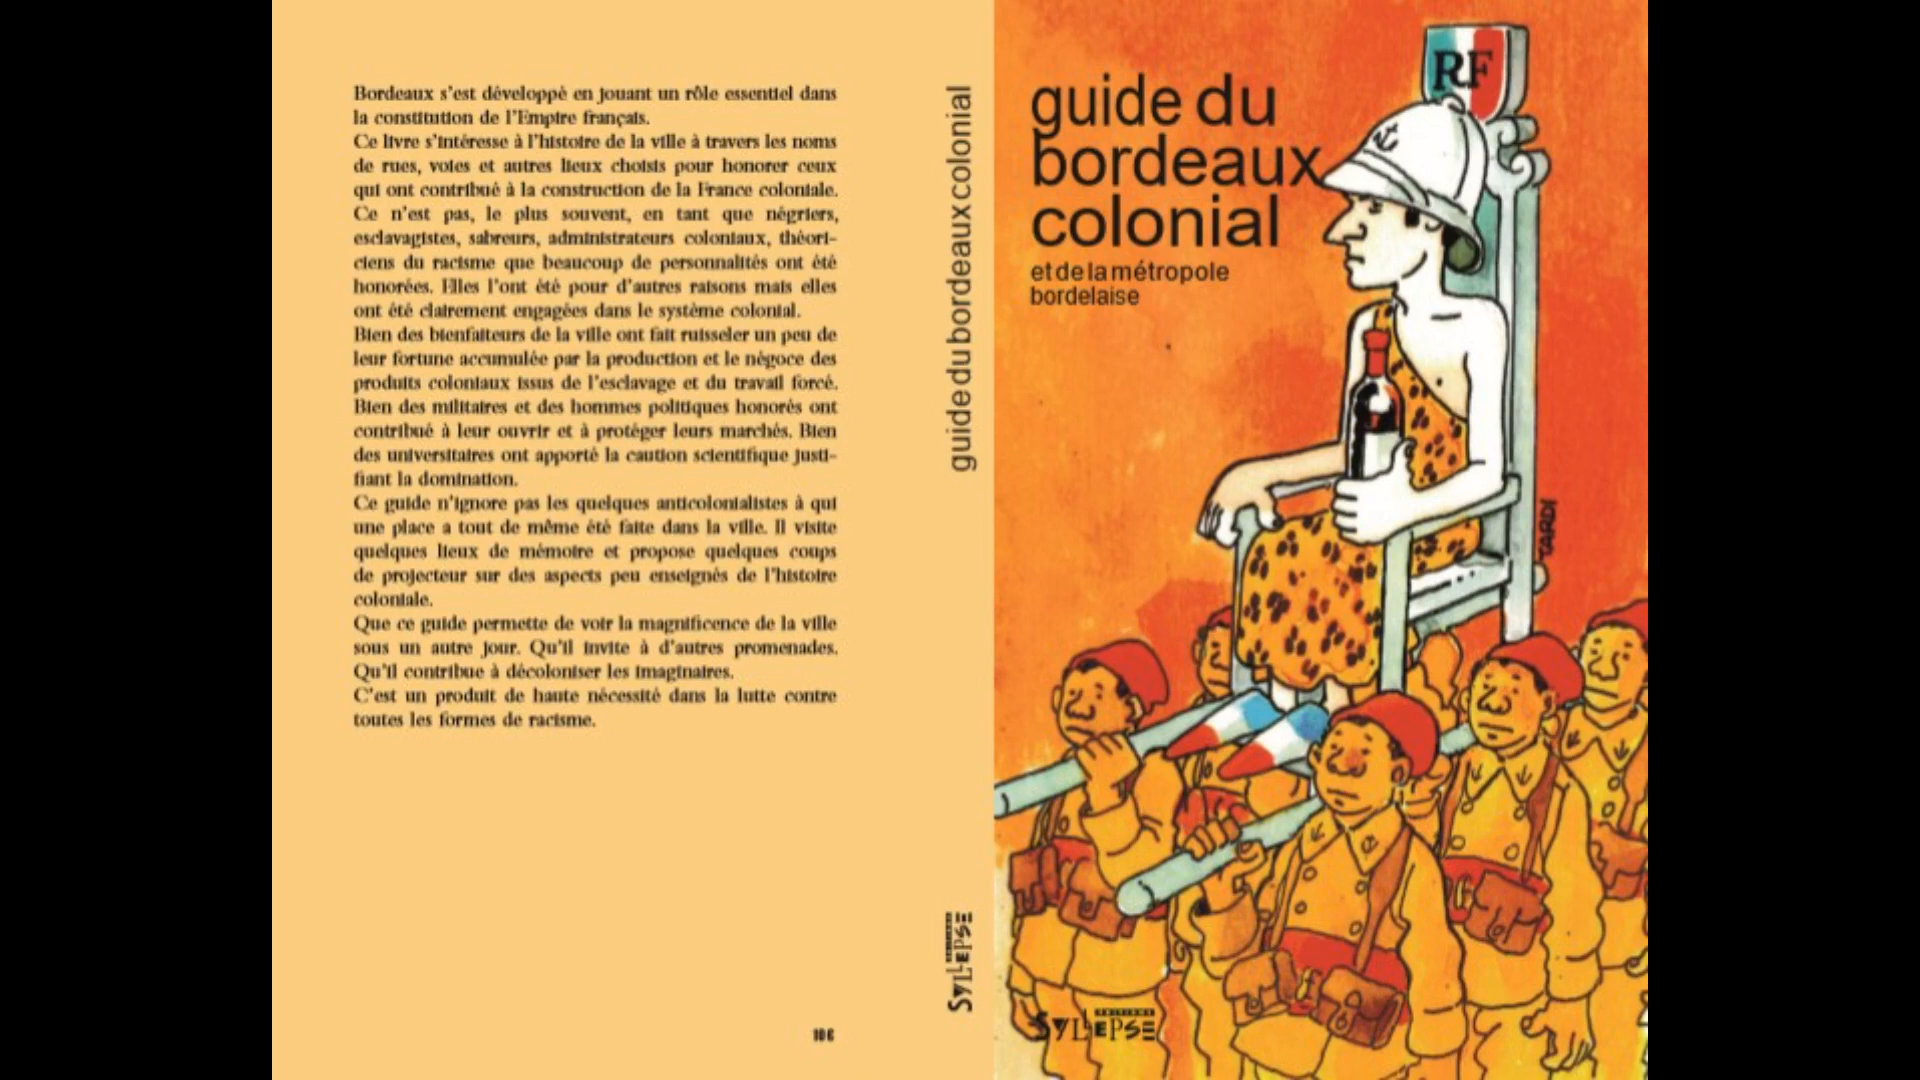 Bordeaux s'est développé en jouant un rôle essentiel dans
la constitution de l'Empire français.
Ce livre s'intéresse à l'histoire de la ville à travers les noms
de rues, voies et autres lieux choisis pour honorer ceux
qui ont contribué à la construction de la France coloniale.
Ce n'est pas, le plus souvent, en tant que négriers,
esclavagistes, sabreurs, administrateurs coloniaux, théori-
ciens du racisme que beaucoup de personnalités ont été
honorées. Elles l'ont été pour d'autres raisons mais elles
ont été clairement engagées dans le système colonial.
Bien des bienfaiteurs de la ville ont fait ruisseler un peu de
leur fortune accumulée par la production et le négoce des
produits coloniaux issus de l'esclavage et du travail forcé.
Bien des militaires et des hommes politiques honorés ont
contribué à leur ouvrir et à protéger leurs marchés. Bien
des universitaires ont apporté la caution scientifique justi-
fiant la domination.
Ce guide n'ignore pas les quelques anticolonialistes à qui
une place a tout de même été faite dans la ville. Il visite
quelques lieux de mémoire et propose quelques coups
de projecteur sur des aspects peu enseignés de l'histoire
coloniale.
Que ce guide permette de voir la magnificence de la ville
sous un autre jour. Qu'il invite à d'autres promenades.
Qu'il contribue à décoloniser les imaginaires.
C'est un produit de haute nécessité dans la lutte contre
toutes les formes de racisme.
10 €
guide du bordeaux colonial
ÉDITIONS
SYLLEPSE
RF
guide du
bordeaux
colonial
et de la métropole
bordelaise
TARDI
ÉDITIONS
SYLLEPSE